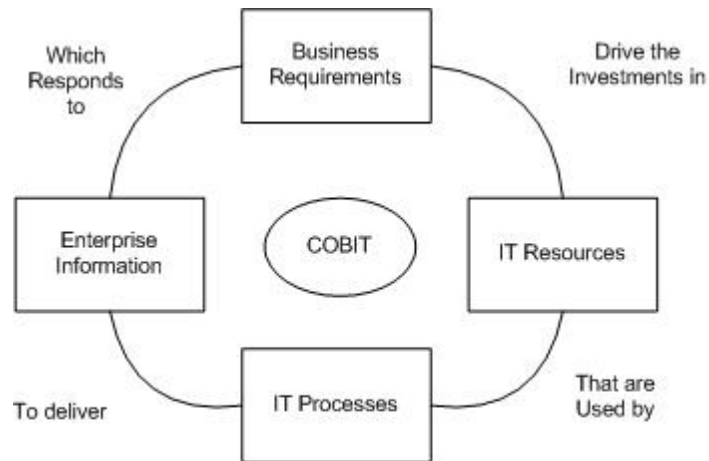 Business
Requirements
Drive the
Investments in
IT Resources
That are
Used by
IT Processes
To deliver
Enterprise
Information
Which
Responds
to
COBIT